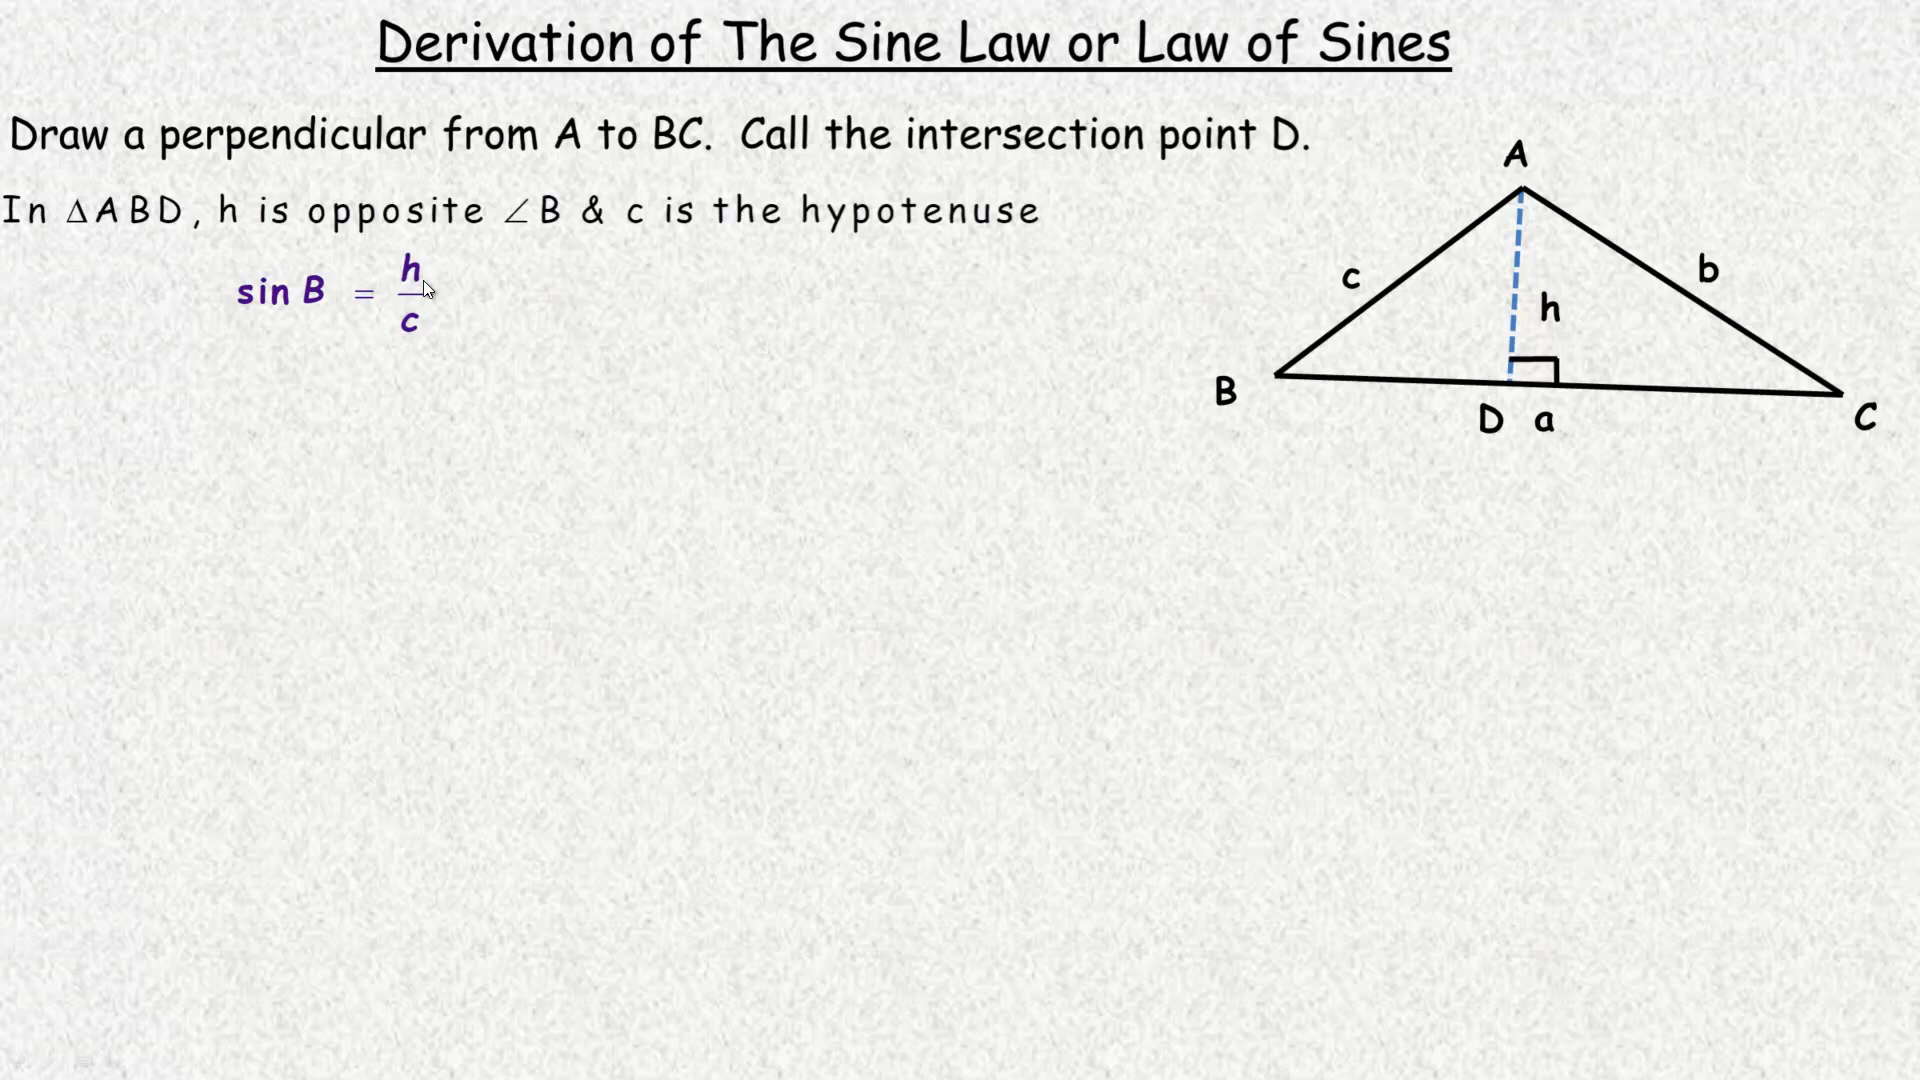 Derivation of The Sine Law or Law of Sines
Draw a perpendicular from A to BC. Call the intersection point D.
In ΔABD, h is opposite ∠B & c is the hypotenuse
sin B = h/c
A
c
b
h
B
D a
C